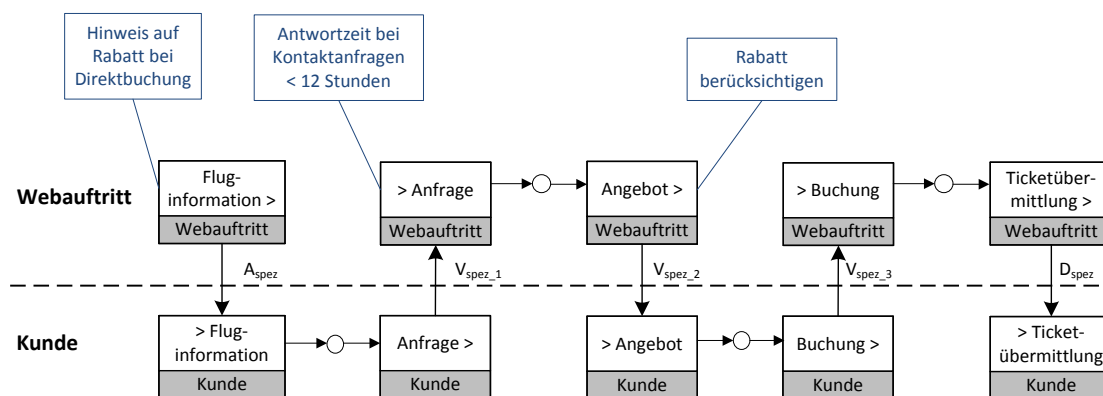 Hinweis auf
Rabatt bei
Direktbuchung
Antwortzeit bei
Kontaktanfragen
< 12 Stunden
Rabatt
berücksichtigen
Webauftritt
Flug-
information >
Webauftritt
> Anfrage
Webauftritt
Angebot >
Webauftritt
> Buchung
Webauftritt
Ticketüber-
mittlung >
Webauftritt
Aspez
Vspez_1
Vspez_2
Vspez_3
Dspez
Kunde
> Flug-
information
Kunde
Anfrage >
Kunde
> Angebot
Kunde
Buchung >
Kunde
> Ticket-
übermittlung
Kunde